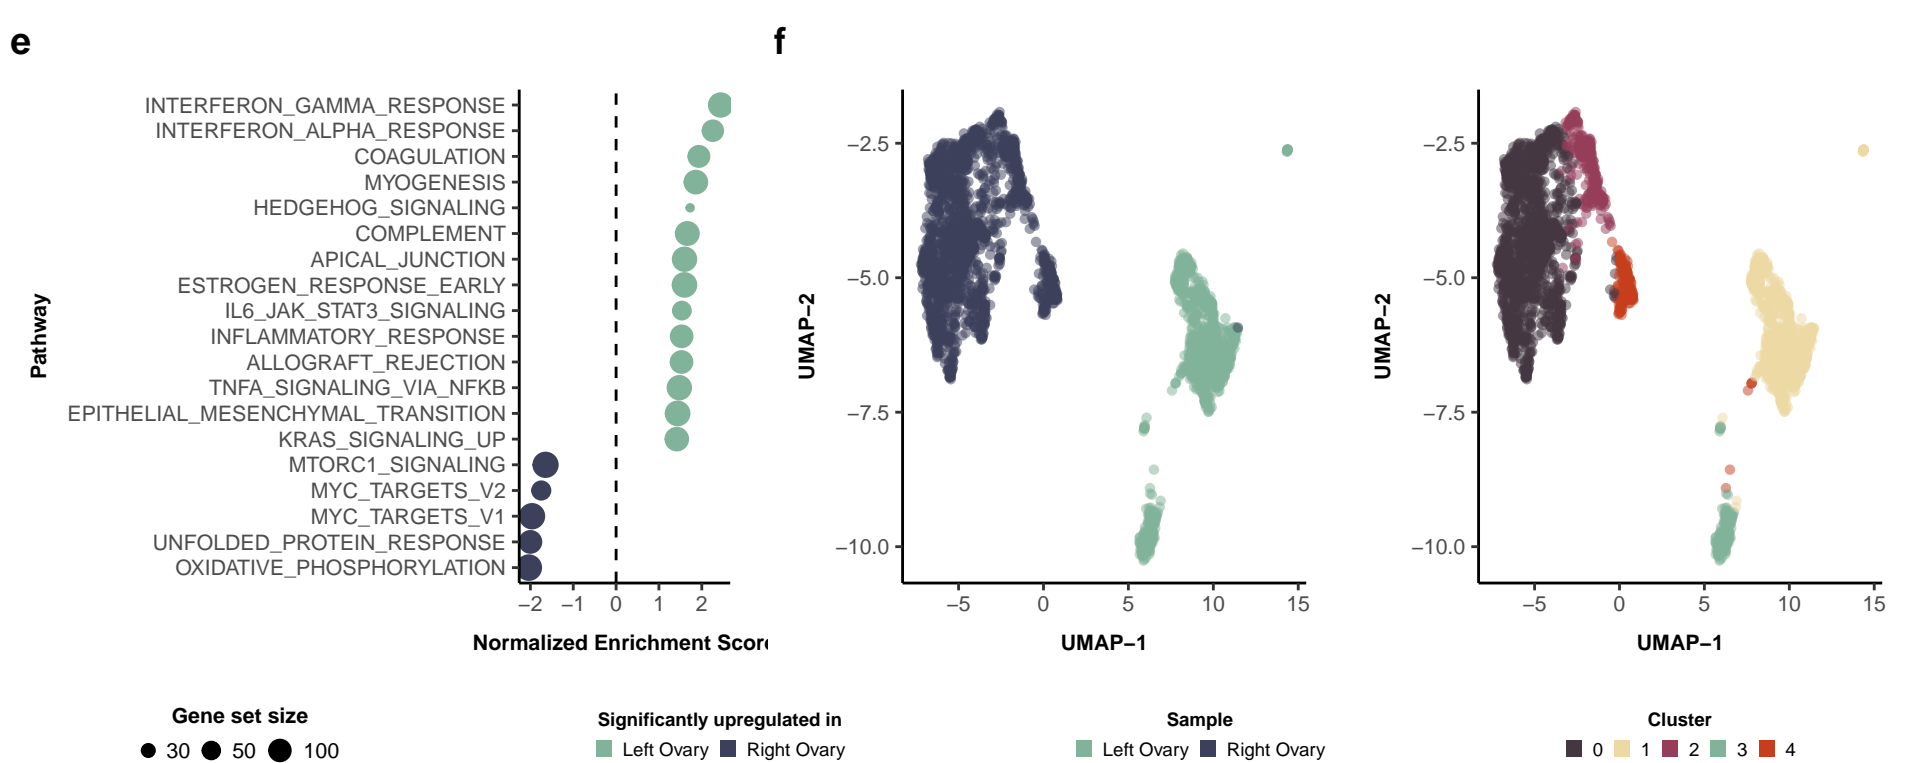 e
f
INTERFERON_GAMMA_RESPONSE
INTERFERON_ALPHA_RESPONSE
COAGULATION
MYOGENESIS
HEDGEHOG_SIGNALING
COMPLEMENT
APICAL_JUNCTION
ESTROGEN_RESPONSE_EARLY
IL6_JAK_STAT3_SIGNALING
INFLAMMATORY_RESPONSE
ALLOGRAFT_REJECTION
TNFA_SIGNALING_VIA_NFKB
EPITHELIAL_MESENCHYMAL_TRANSITION
KRAS_SIGNALING_UP
MTORC1_SIGNALING
MYC_TARGETS_V2
MYC_TARGETS_V1
UNFOLDED_PROTEIN_RESPONSE
OXIDATIVE_PHOSPHORYLATION
Pathway
−2 −1 0 1 2
Normalized Enrichment Score
Gene set size
30 50 100
Significantly upregulated in
Left Ovary Right Ovary
−2.5
−5.0
−7.5
−10.0
UMAP−2
−5 0 5 10 15
UMAP−1
Sample
Left Ovary Right Ovary
−2.5
−5.0
−7.5
−10.0
UMAP−2
−5 0 5 10 15
UMAP−1
Cluster
0 1 2 3 4